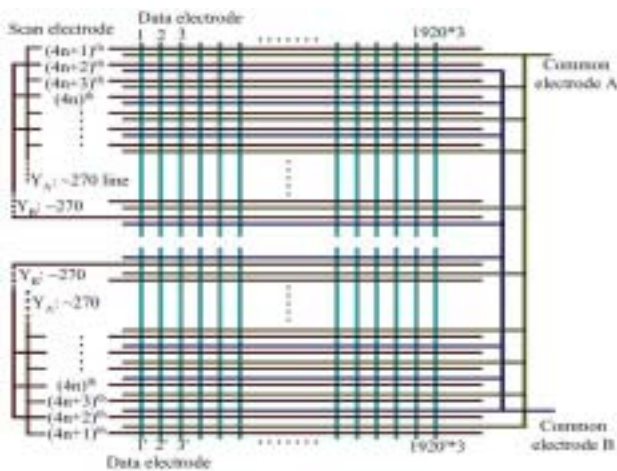 Data electrode
Scan electrode 1 2 3 1920*3
(4n+1)th
(4n+2)th
(4n+3)th
(4n)th
Common
electrode A
YA: ~270 line
YB: ~270
YB: ~270
YA: ~270
(4n)th
(4n+3)th
(4n+2)th
(4n+1)th
1' 2' 3' 1920'*3
Data electrode
Common
electrode B